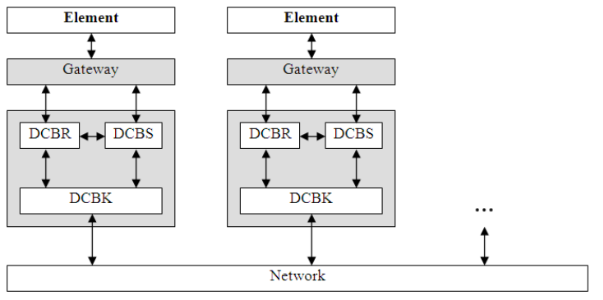 Element Element
Gateway Gateway
DCBR DCBS DCBR DCBS
DCBK DCBK
...
Network